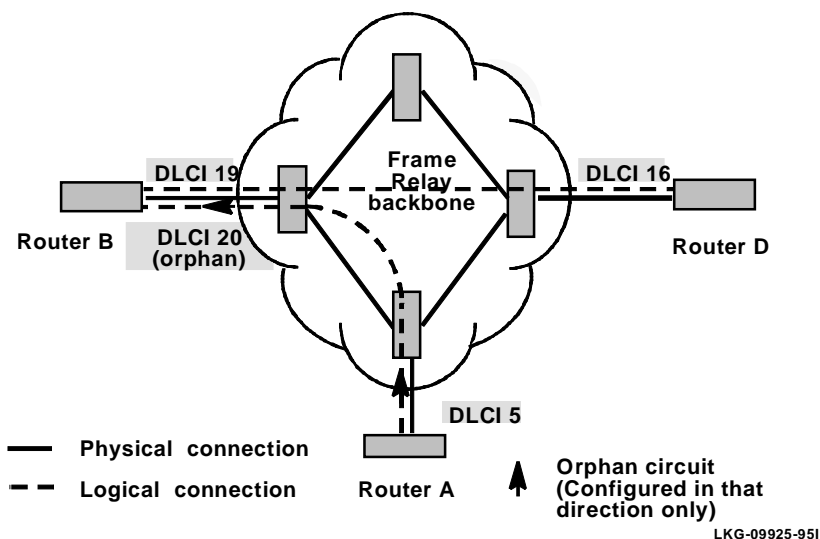 DLCI 19
Frame
Relay
backbone
DLCI 16
Router B
DLCI 20
(orphan)
Router D
DLCI 5
Physical connection
Logical connection
Router A
Orphan circuit
(Configured in that
direction only)
LKG-09925-95I